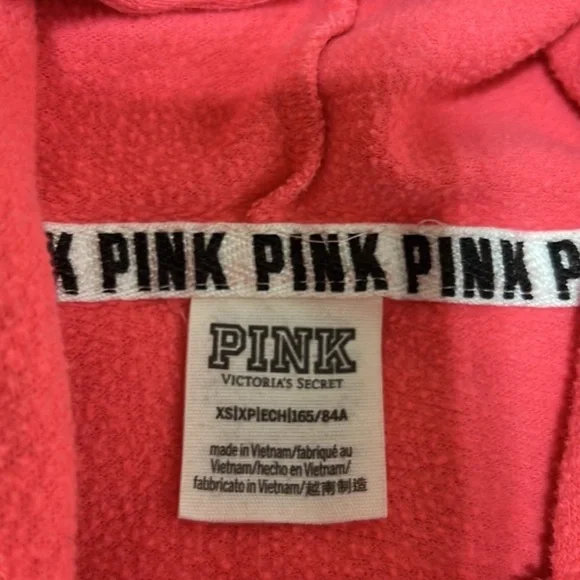 K PINK PINK PINK P
PINK
VICTORIA'S SECRET
XS|XP|ECH|165/84A
made in Vietnam/fabriqué au
Vietnam/hecho en Vietnam/
fabbricato in Vietnam/越南制造